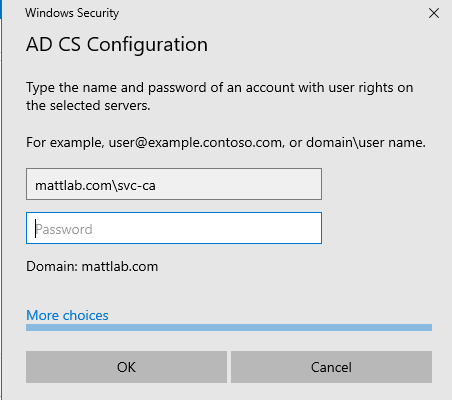 Windows Security
AD CS Configuration
Type the name and password of an account with user rights on
the selected servers.
For example, user@example.contoso.com, or domain\user name.
mattlab.com\svc-ca
Password
Domain: mattlab.com
More choices
OK
Cancel